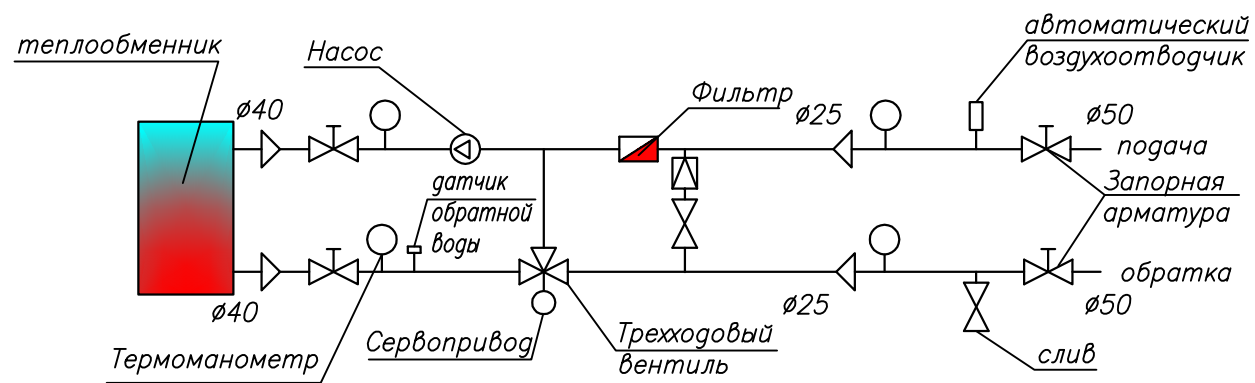 теплообменник
Насос
автоматический
воздухоотводчик
ø40
Фильтр
ø25
ø50
подача
датчик
обратной
воды
Запорная
арматура
обратка
ø40
ø25
ø50
Термоманометр
Сервопривод
Трехходовый
вентиль
слив